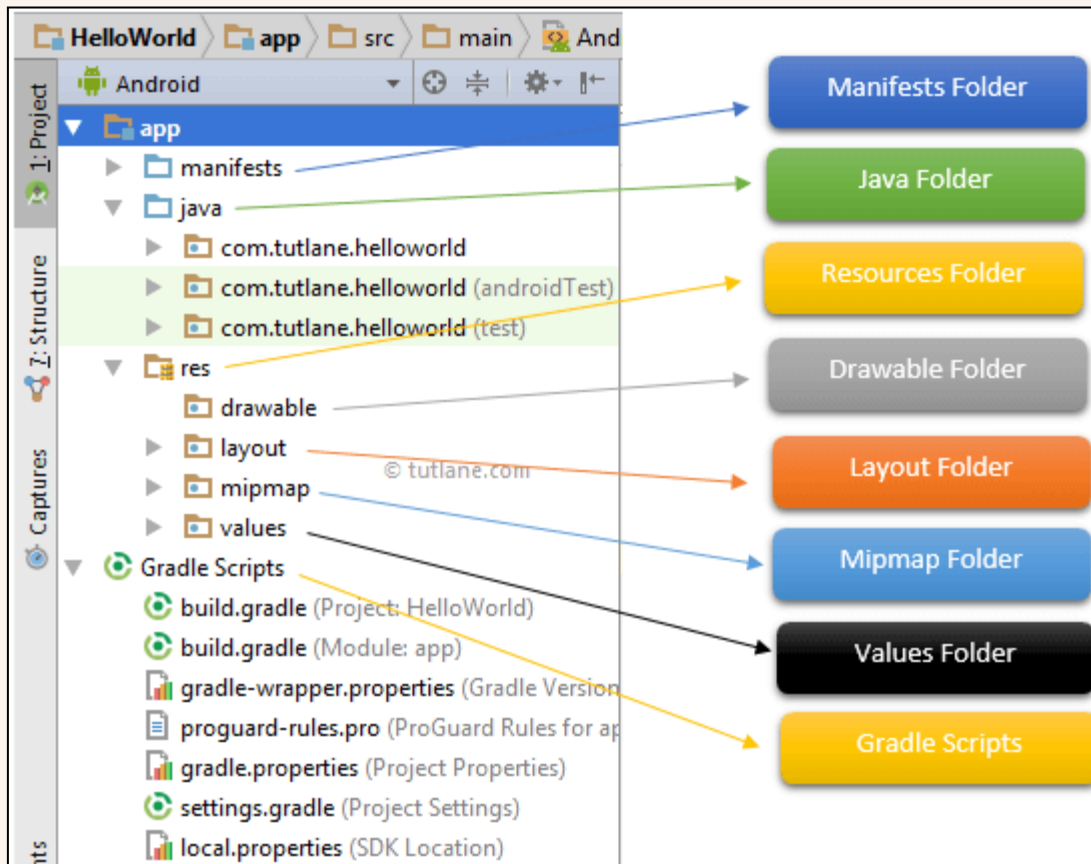 HelloWorld app src main And
1: Project
Android
app
manifests
java
com.tutlane.helloworld
com.tutlane.helloworld (androidTest)
com.tutlane.helloworld (test)
res
drawable
layout
© tutlane.com
mipmap
values
Gradle Scripts
build.gradle (Project: HelloWorld)
build.gradle (Module: app)
gradle-wrapper.properties (Gradle Version
proguard-rules.pro (ProGuard Rules for ap
gradle.properties (Project Properties)
settings.gradle (Project Settings)
local.properties (SDK Location)
7: Structure
Captures
nts
Manifests Folder
Java Folder
Resources Folder
Drawable Folder
Layout Folder
Mipmap Folder
Values Folder
Gradle Scripts